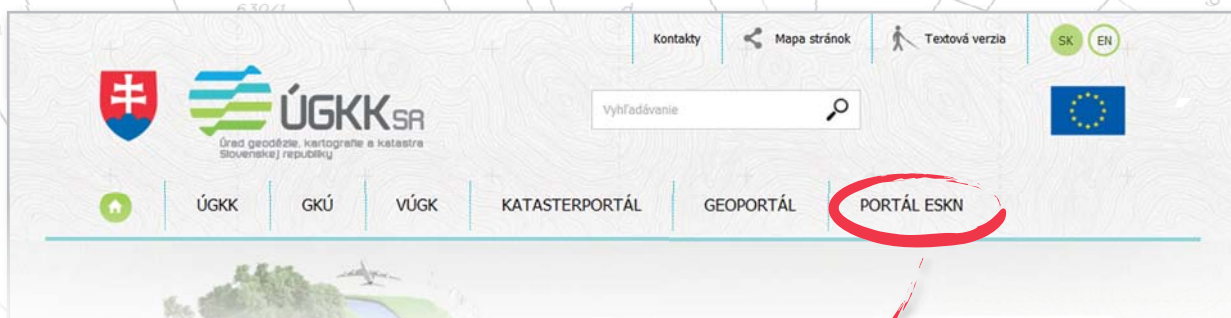 Kontakty
Mapa stránok
Textová verzia
SK
EN
ÚGKK SR
Úrad geodézie, kartografie a katastra
Slovenskej republiky
Vyhľadávanie
ÚGKK
GKÚ
VÚGK
KATASTERPORTÁL
GEOPORTÁL
PORTÁL ESKN